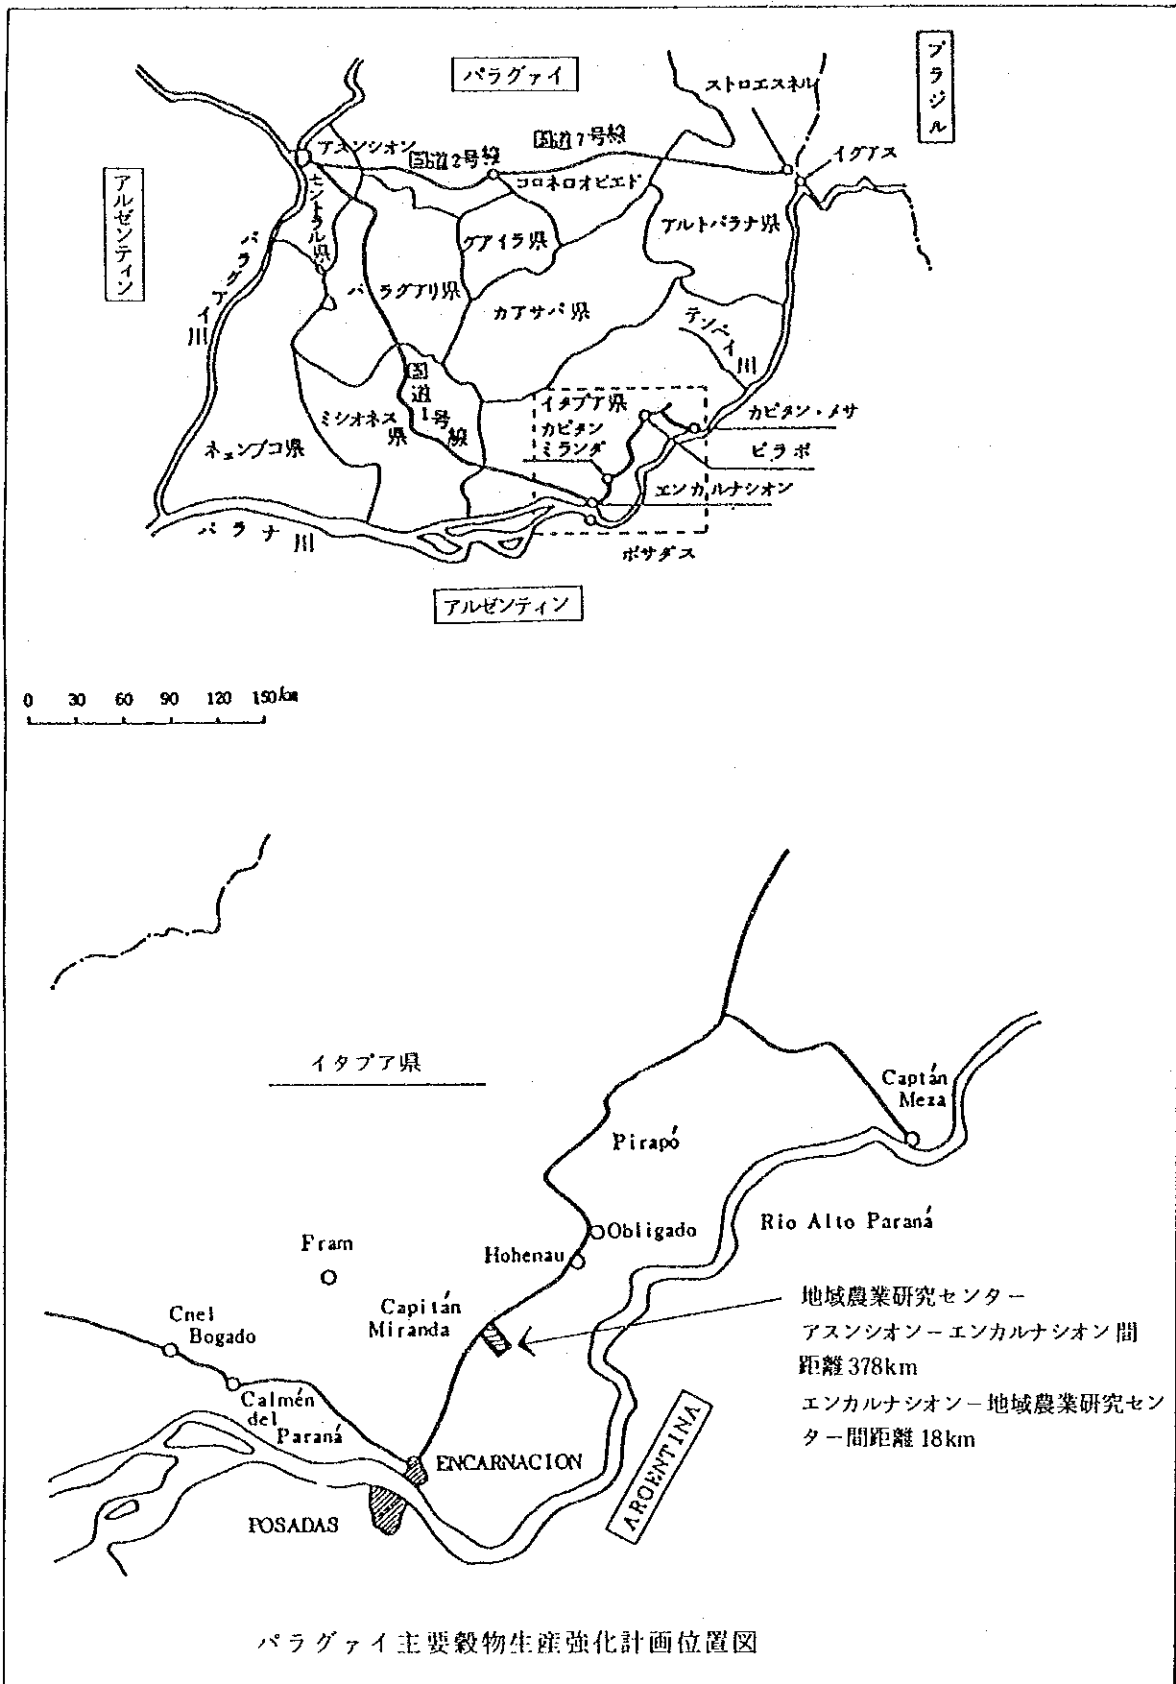 パラグァイ
ブラジル
アルゼンティン
ストロエスネル
イグアス
アスンシオン
国道2号線
国道7号線
コロネロオビエド
セントラル県
パラグアイ川
グアイラ県
アルトパラナ県
パラグアリ県
カアサパ県
テンベイ川
国道1号線
ミシオネス県
ネェンブコ県
イタプア県
カピタン
ミランダ
カピタン・メサ
ピラポ
エンカルナシオン
パラナ川
ポサダス
アルゼンティン
0 30 60 90 120 150km
イタプア県
Captán
Meza
Pirapó
Rio Alto Paraná
Obligado
Hohenau
Fram
Capitán
Miranda
Cnel
Bogado
Calmén
del
Paraná
ENCARNACION
POSADAS
AROENTINA
地域農業研究センター
アスンシオン－エンカルナシオン間
距離378km
エンカルナシオン－地域農業研究セン
ター間距離18km
パラグァイ主要穀物生産強化計画位置図